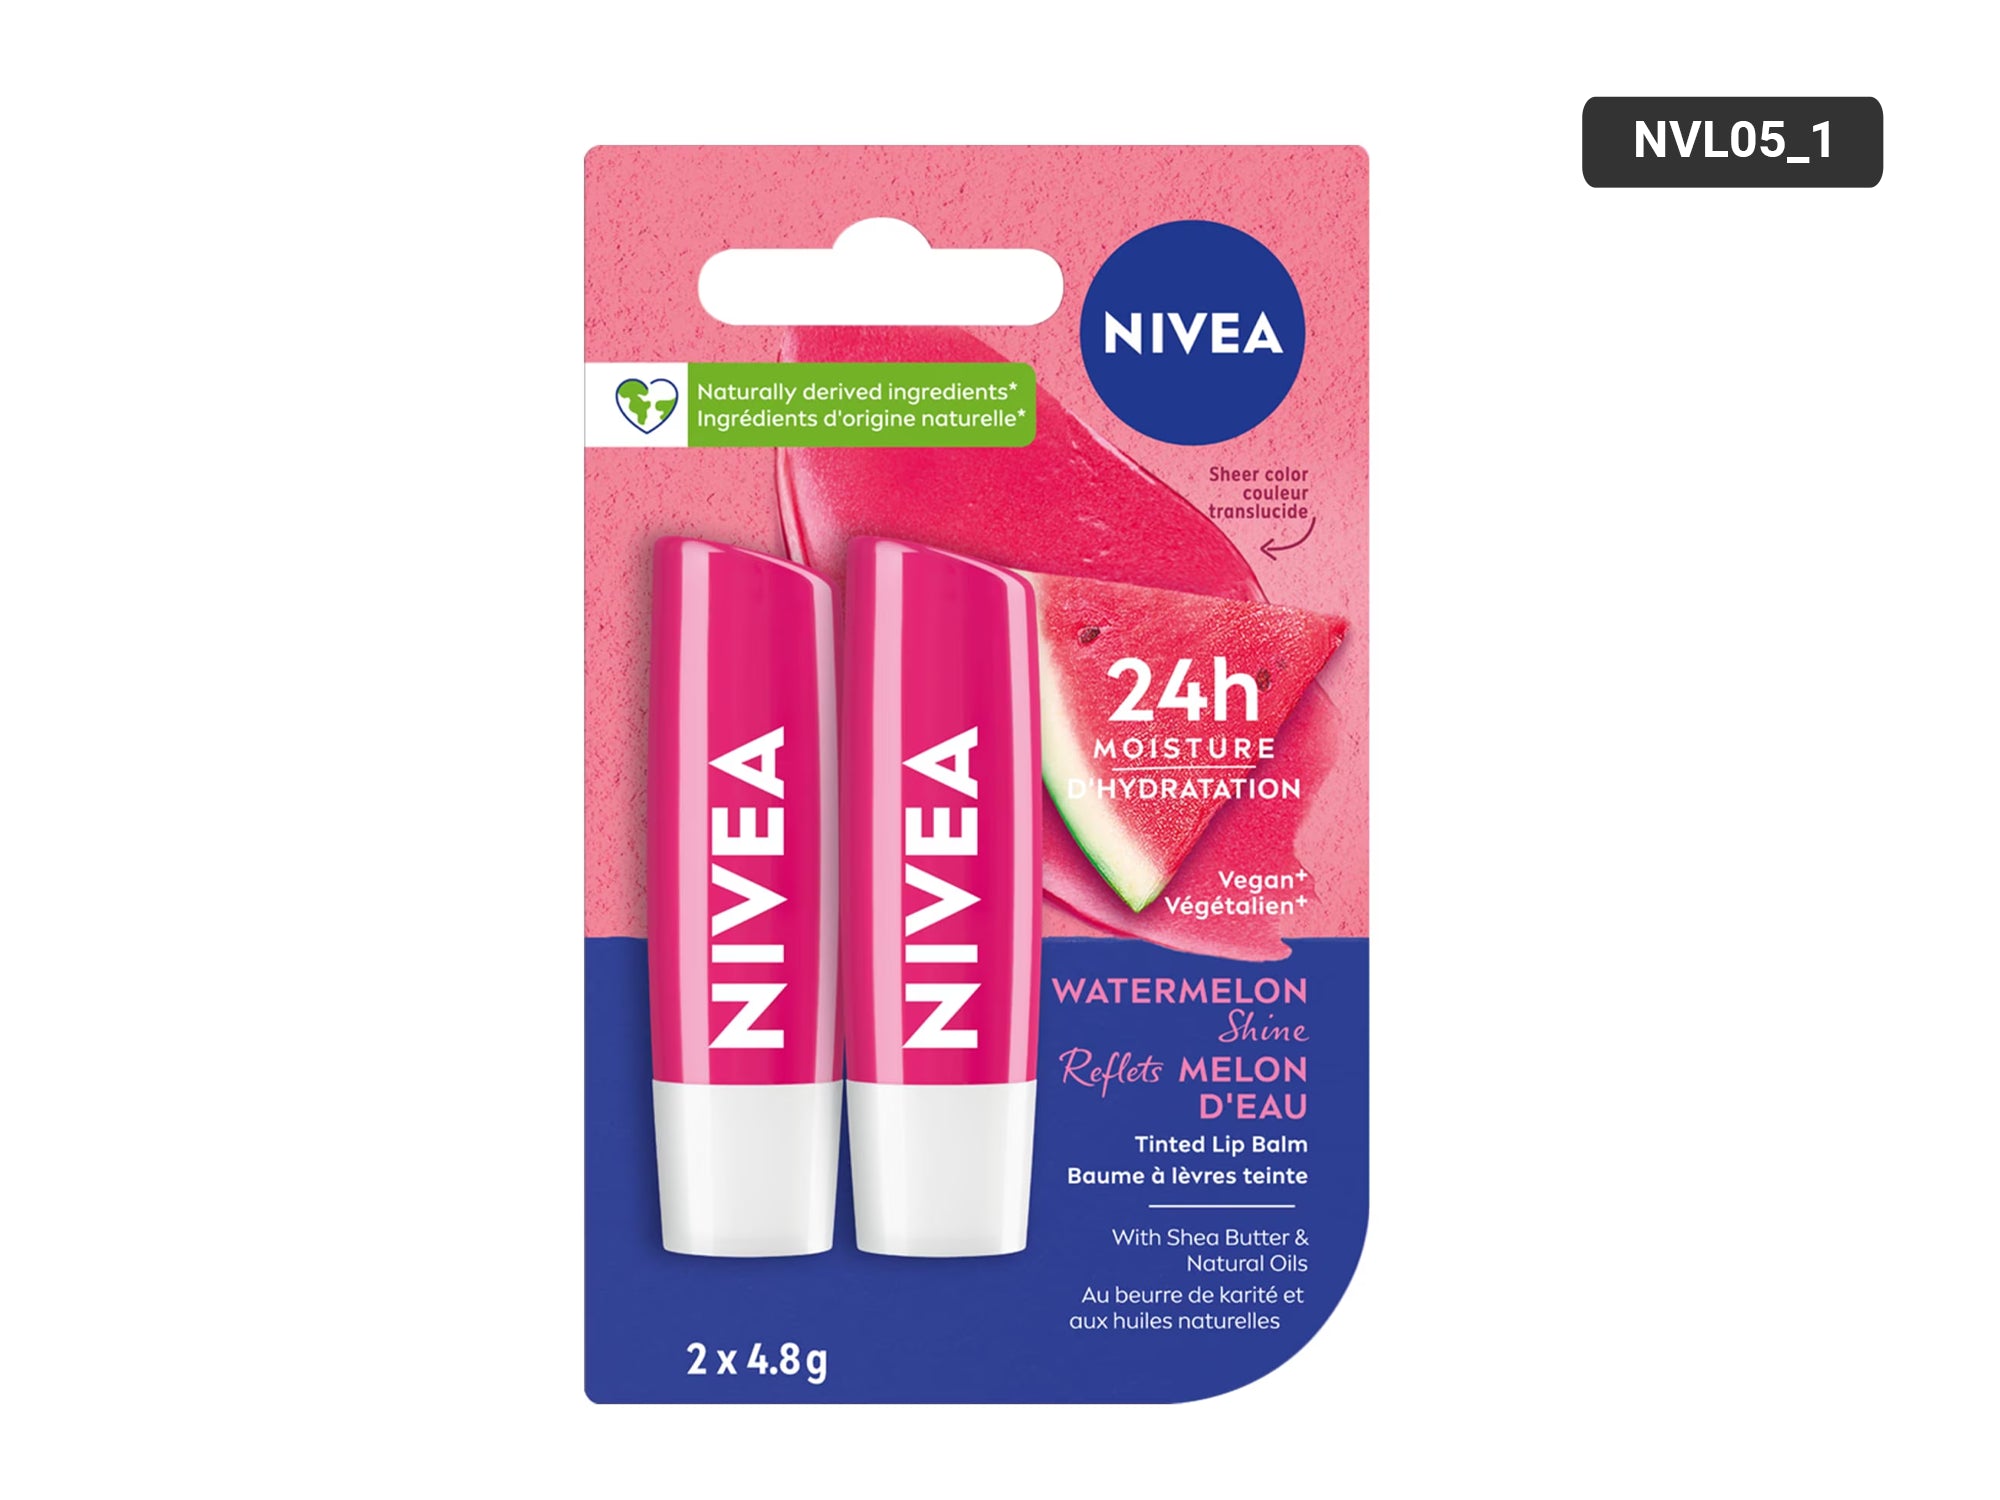 NVL05_1
NIVEA
Naturally derived ingredients*
Ingrédients d'origine naturelle*
Sheer color
couleur
translucide
24h
MOISTURE
D'HYDRATATION
Vegan+
Végétalien+
NIVEA
NIVEA
WATERMELON
Shine
Reflets MELON
D'EAU
Tinted Lip Balm
Baume à lèvres teinte
With Shea Butter &
Natural Oils
Au beurre de karité et
aux huiles naturelles
2 x 4.8g